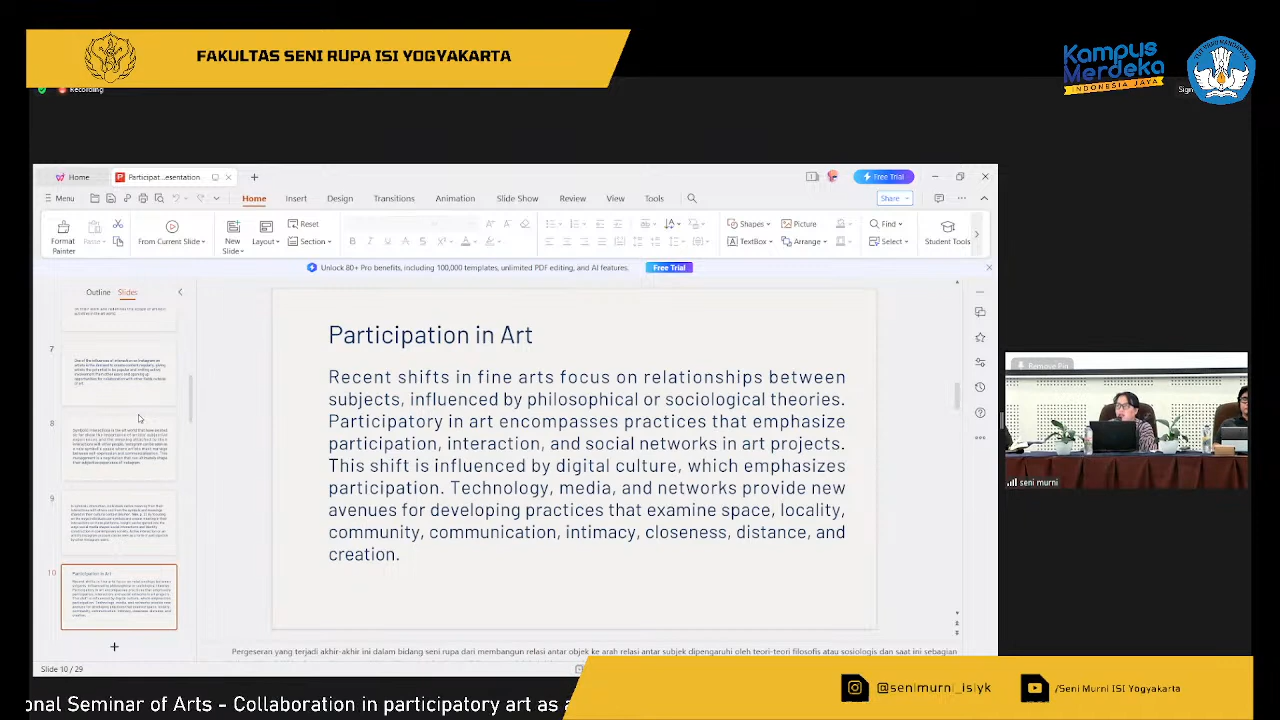 FAKULTAS SENI RUPA ISI YOGYAKARTA
Kampus
Merdeka
INDONESIA JAYA
Recording
Sign
Home
Participat...esentation
Free Trial
Menu
Home Insert Design Transitions Animation Slide Show Review View Tools
Share
Format
Painter
Paste
From Current Slide
New
Slide
Layout
Reset
Section
Shapes
Picture
TextBox
Arrange
Find
Select
Student Tools
Unlock 80+ Pro benefits, including 100,000 templates, unlimited PDF editing, and AI features.
Free Trial
Outline Slides
7
8
9
10
Participation in Art
Recent shifts in fine arts focus on relationships between
subjects, influenced by philosophical or sociological theories.
Participatory in art encompasses practices that emphasize
participation, interaction, and social networks in art projects.
This shift is influenced by digital culture, which emphasizes
participation. Technology, media, and networks provide new
avenues for developing practices that examine space, locality,
community, communication, intimacy, closeness, distance, and
creation.
Pergeseran yang terjadi akhir-akhir ini dalam bidang seni rupa dari membangun relasi antar objek ke arah relasi antar subjek dipengaruhi oleh teori-teori filosofis atau sosiologis dan saat ini sebagian
Slide 10 / 29
seni murni
@senimurni_isiyk
/Seni Murni ISI Yogyakarta
onal Seminar of Arts - Collaboration in participatory art as a